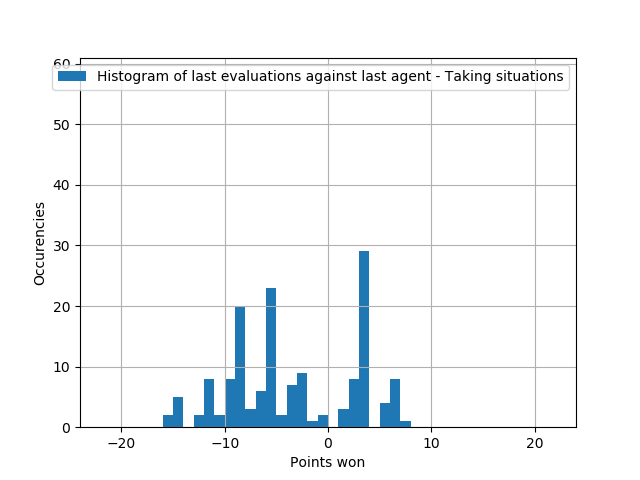 60
Histogram of last evaluations against last agent - Taking situations
50
40
30
20
10
0
Occurencies
−20 −10 0 10 20
Points won